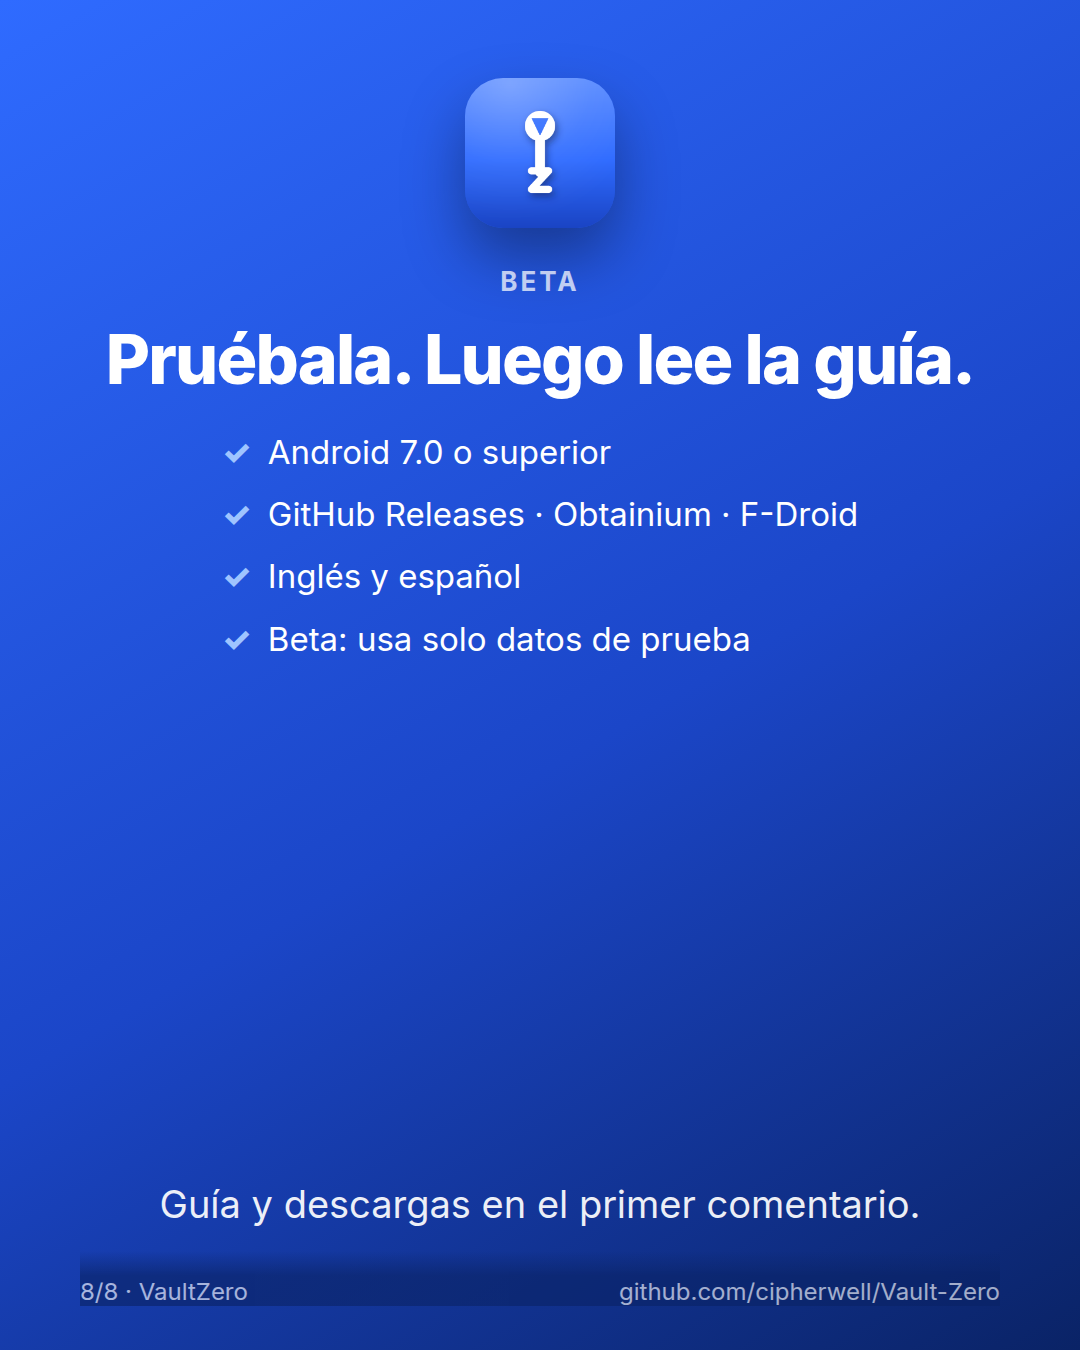 BETA
Pruébala. Luego lee la guía.
Android 7.0 o superior
GitHub Releases · Obtainium · F-Droid
Inglés y español
Beta: usa solo datos de prueba
Guía y descargas en el primer comentario.
8/8 · VaultZero
github.com/cipherwell/Vault-Zero